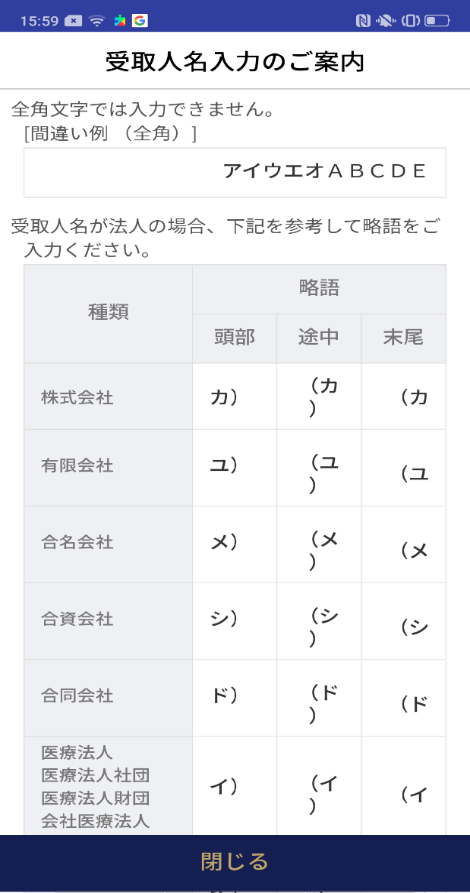 15:59
受取人名入力のご案内
全角文字では入力できません。
[間違い例 （全角）]
アイウエオＡＢＣＤＥ
受取人名が法人の場合、下記を参考して略語をご
入力ください。
種類
略語
頭部 途中 末尾
株式会社 カ） （カ
） （カ
有限会社 ユ） （ユ
） （ユ
合名会社 メ） （メ
） （メ
合資会社 シ） （シ
） （シ
合同会社 ド） （ド
） （ド
医療法人
医療法人社団
医療法人財団
会社医療法人
イ） （イ
） （イ
閉じる